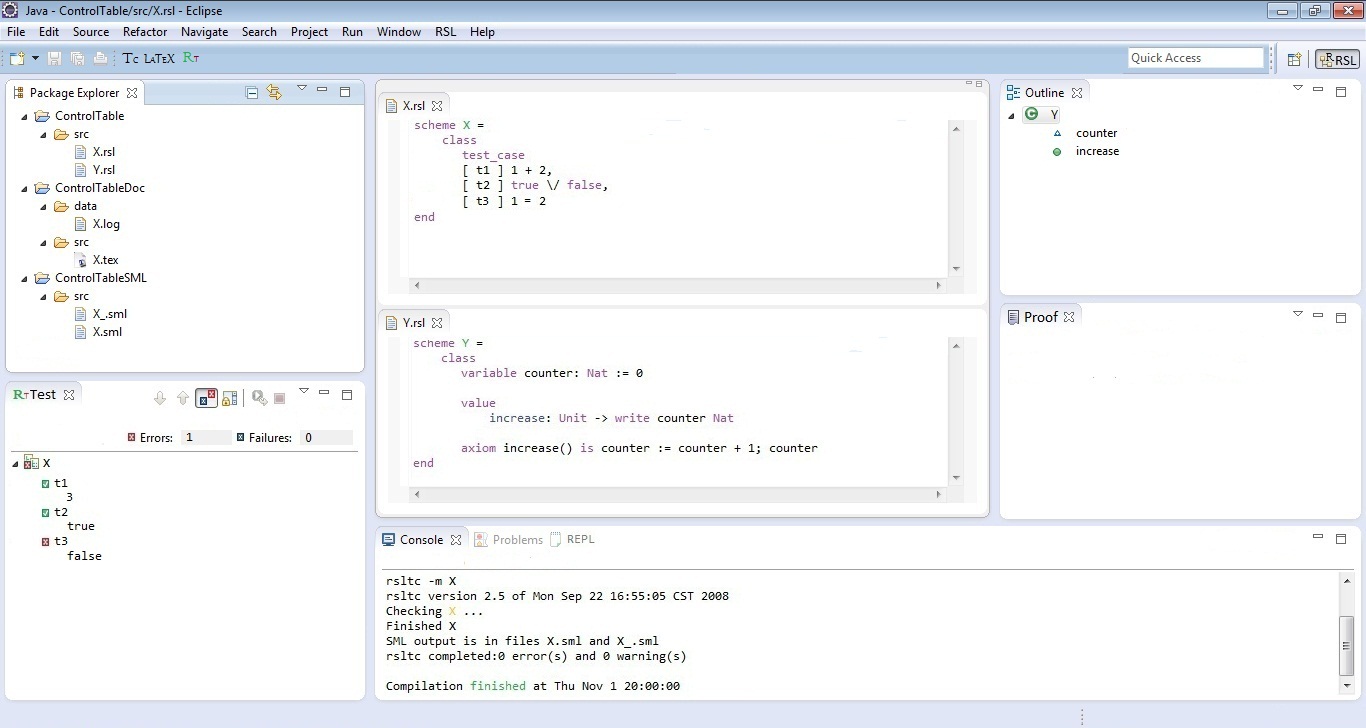 Java - ControlTable/src/X.rsl - Eclipse
File Edit Source Refactor Navigate Search Project Run Window RSL Help
Tc LATEX RT
Quick Access
RSL
Package Explorer
ControlTable
src
X.rsl
Y.rsl
ControlTableDoc
data
X.log
src
X.tex
ControlTableSML
src
X_.sml
X.sml
RT Test
Errors: 1 Failures: 0
X
t1
3
t2
true
t3
false
X.rsl
scheme X =
class
test_case
[ t1 ] 1 + 2,
[ t2 ] true \/ false,
[ t3 ] 1 = 2
end
Y.rsl
scheme Y =
class
variable counter: Nat := 0
value
increase: Unit -> write counter Nat
axiom increase() is counter := counter + 1; counter
end
Console Problems REPL
rsltc -m X
rsltc version 2.5 of Mon Sep 22 16:55:05 CST 2008
Checking X ...
Finished X
SML output is in files X.sml and X_.sml
rsltc completed:0 error(s) and 0 warning(s)
Compilation finished at Thu Nov 1 20:00:00
Outline
Y
counter
increase
Proof